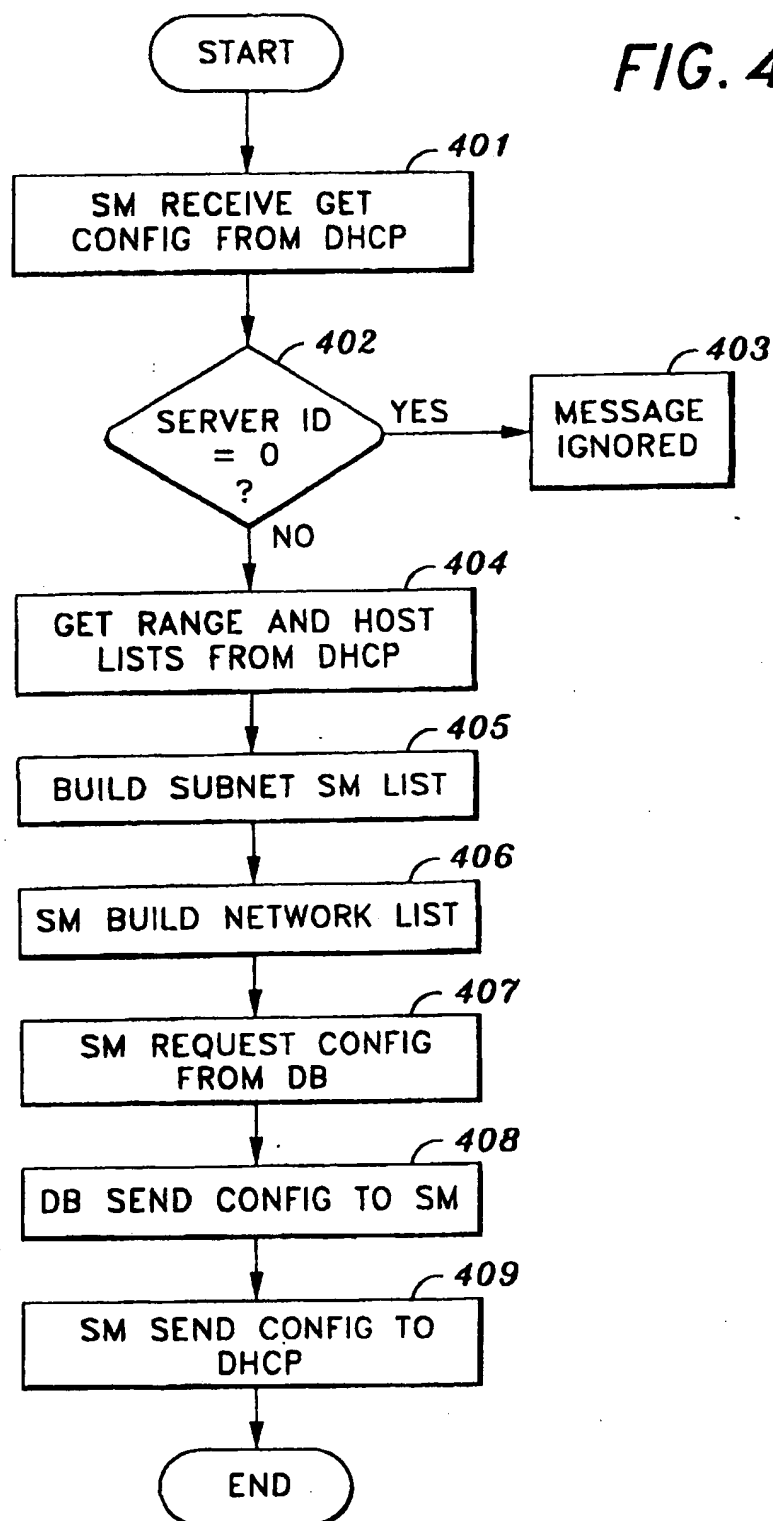 START
FIG. 4
401
SM RECEIVE GET
CONFIG FROM DHCP
402
SERVER ID
= 0
?
YES
403
MESSAGE
IGNORED
NO
404
GET RANGE AND HOST
LISTS FROM DHCP
405
BUILD SUBNET SM LIST
406
SM BUILD NETWORK LIST
407
SM REQUEST CONFIG
FROM DB
408
DB SEND CONFIG TO SM
409
SM SEND CONFIG TO
DHCP
END